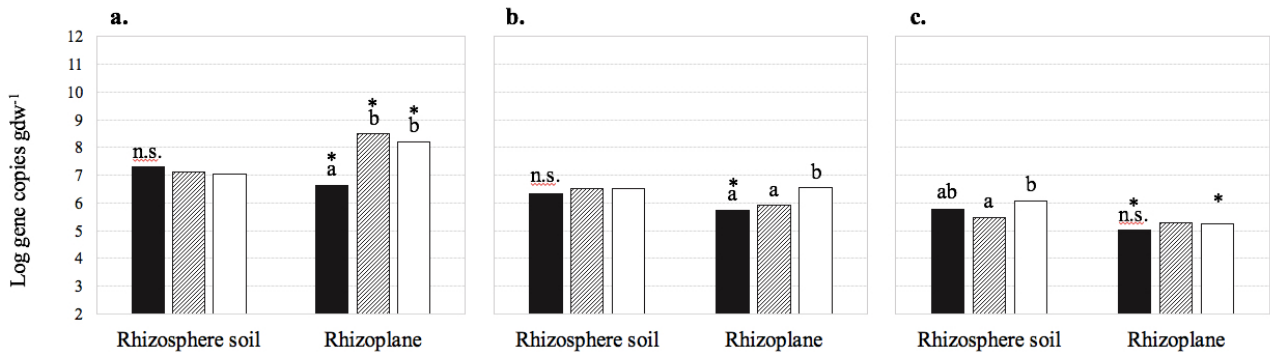 a.
b.
c.
Log gene copies gdw⁻¹
12
11
10
9
8
7
6
5
4
3
2
n.s.
*
a
*
b
*
b
n.s.
*
a
a
b
ab
a
b
*
n.s.
*
Rhizosphere soil
Rhizoplane
Rhizosphere soil
Rhizoplane
Rhizosphere soil
Rhizoplane